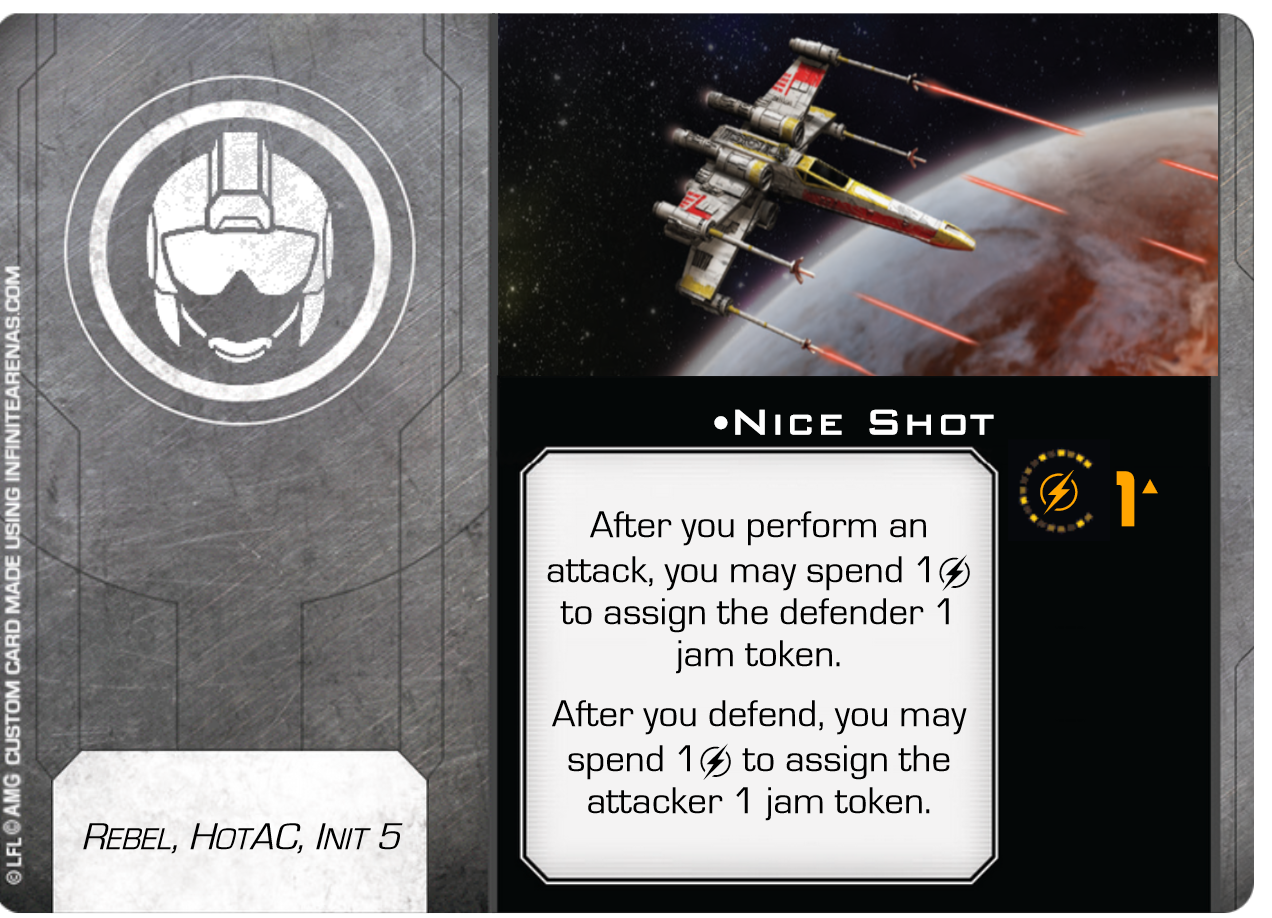 •Nice Shot
1
After you perform an
attack, you may spend 1
to assign the defender 1
jam token.
After you defend, you may
spend 1 to assign the
attacker 1 jam token.
Rebel, HotAC, Init 5
© LFL © AMG CUSTOM CARD MADE USING INFINITEARENAS.COM